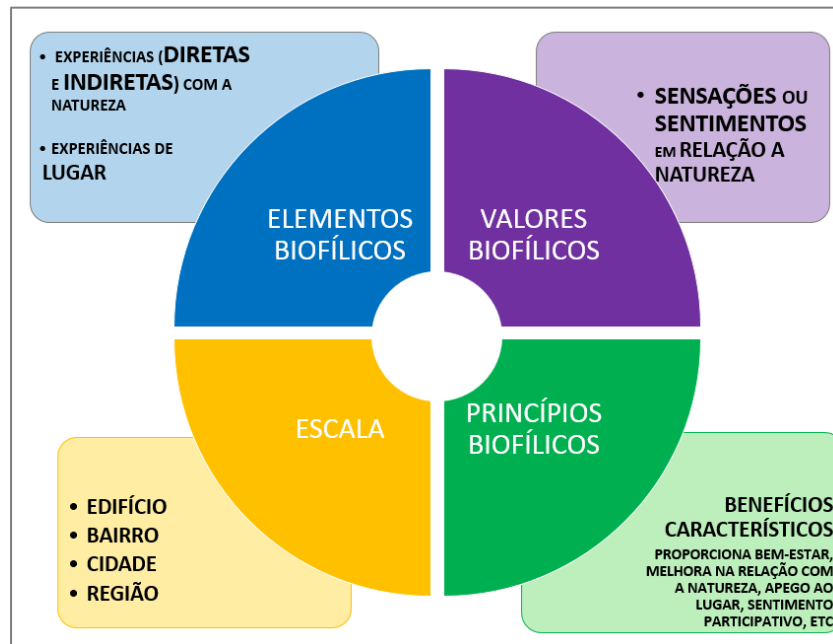 • EXPERIÊNCIAS (DIRETAS
E INDIRETAS) COM A
NATUREZA
• EXPERIÊNCIAS DE
LUGAR
• SENSAÇÕES OU
SENTIMENTOS
EM RELAÇÃO A
NATUREZA
ELEMENTOS
BIOFÍLICOS
VALORES
BIOFÍLICOS
ESCALA
PRINCÍPIOS
BIOFÍLICOS
• EDIFÍCIO
• BAIRRO
• CIDADE
• REGIÃO
BENEFÍCIOS
CARACTERÍSTICOS
PROPORCIONA BEM-ESTAR,
MELHORA NA RELAÇÃO COM
A NATUREZA, APEGO AO
LUGAR, SENTIMENTO
PARTICIPATIVO, ETC